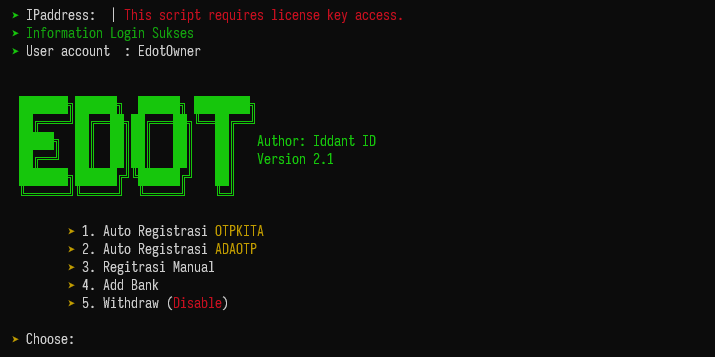 ➤ IPaddress: | This script requires license key access.
➤ Information Login Sukses
➤ User account : EdotOwner
EDOT
Author: Iddant ID
Version 2.1
➤ 1. Auto Registrasi OTPKITA
➤ 2. Auto Registrasi ADAOTP
➤ 3. Regitrasi Manual
➤ 4. Add Bank
➤ 5. Withdraw (Disable)
➤ Choose: